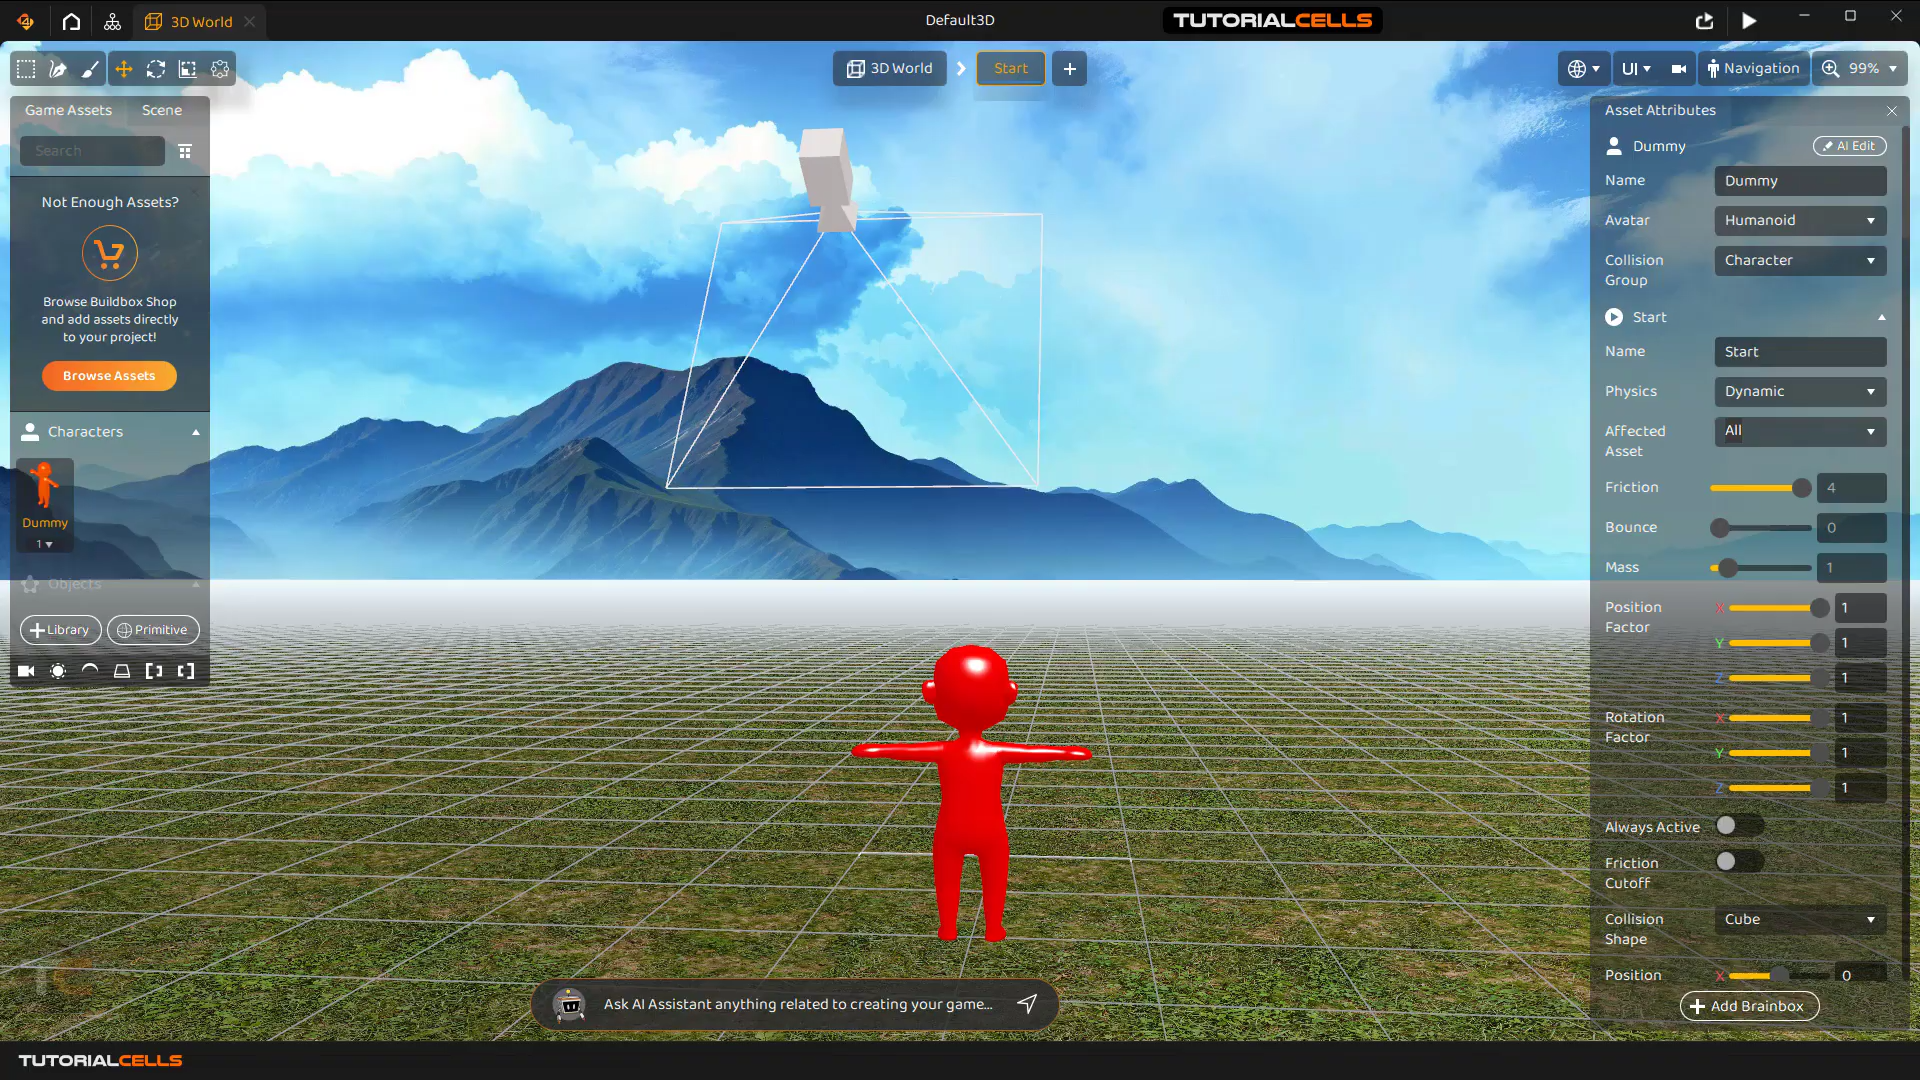 3D World
Default3D
TUTORIALCELLS
3D World
Start
UI
Navigation
99%
Game Assets
Scene
Search
Not Enough Assets?
Browse Buildbox Shop
and add assets directly
to your project!
Browse Assets
Characters
Dummy
1
Objects
Library
Primitive
Asset Attributes
Dummy
AI Edit
Name
Dummy
Avatar
Humanoid
Collision
Group
Character
Start
Name
Start
Physics
Dynamic
Affected
Asset
All
Friction
4
Bounce
0
Mass
1
Position
Factor
X
1
Y
1
Z
1
Rotation
Factor
X
1
Y
1
Z
1
Always Active
Friction
Cutoff
Collision
Shape
Cube
Position
X
0
Add Brainbox
Ask AI Assistant anything related to creating your game...
TUTORIALCELLS